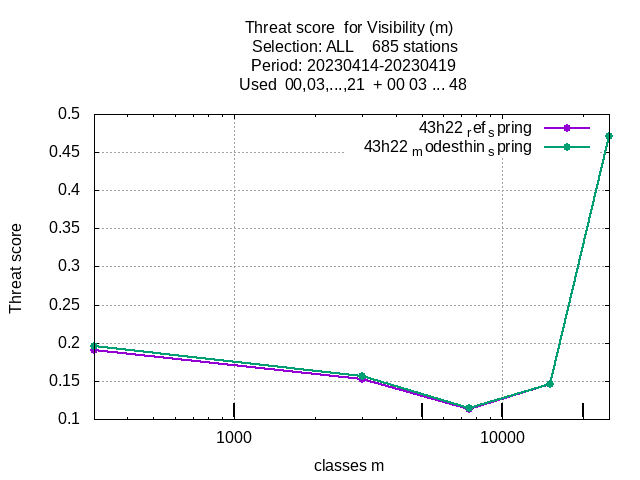 Threat score for Visibility (m)
Selection: ALL 685 stations
Period: 20230414-20230419
Used 00,03,...,21 + 00 03 ... 48
43h22 ref spring
43h22 modesthin spring
0.5
0.45
0.4
0.35
0.3
0.25
0.2
0.15
0.1
Threat score
1000
10000
classes m